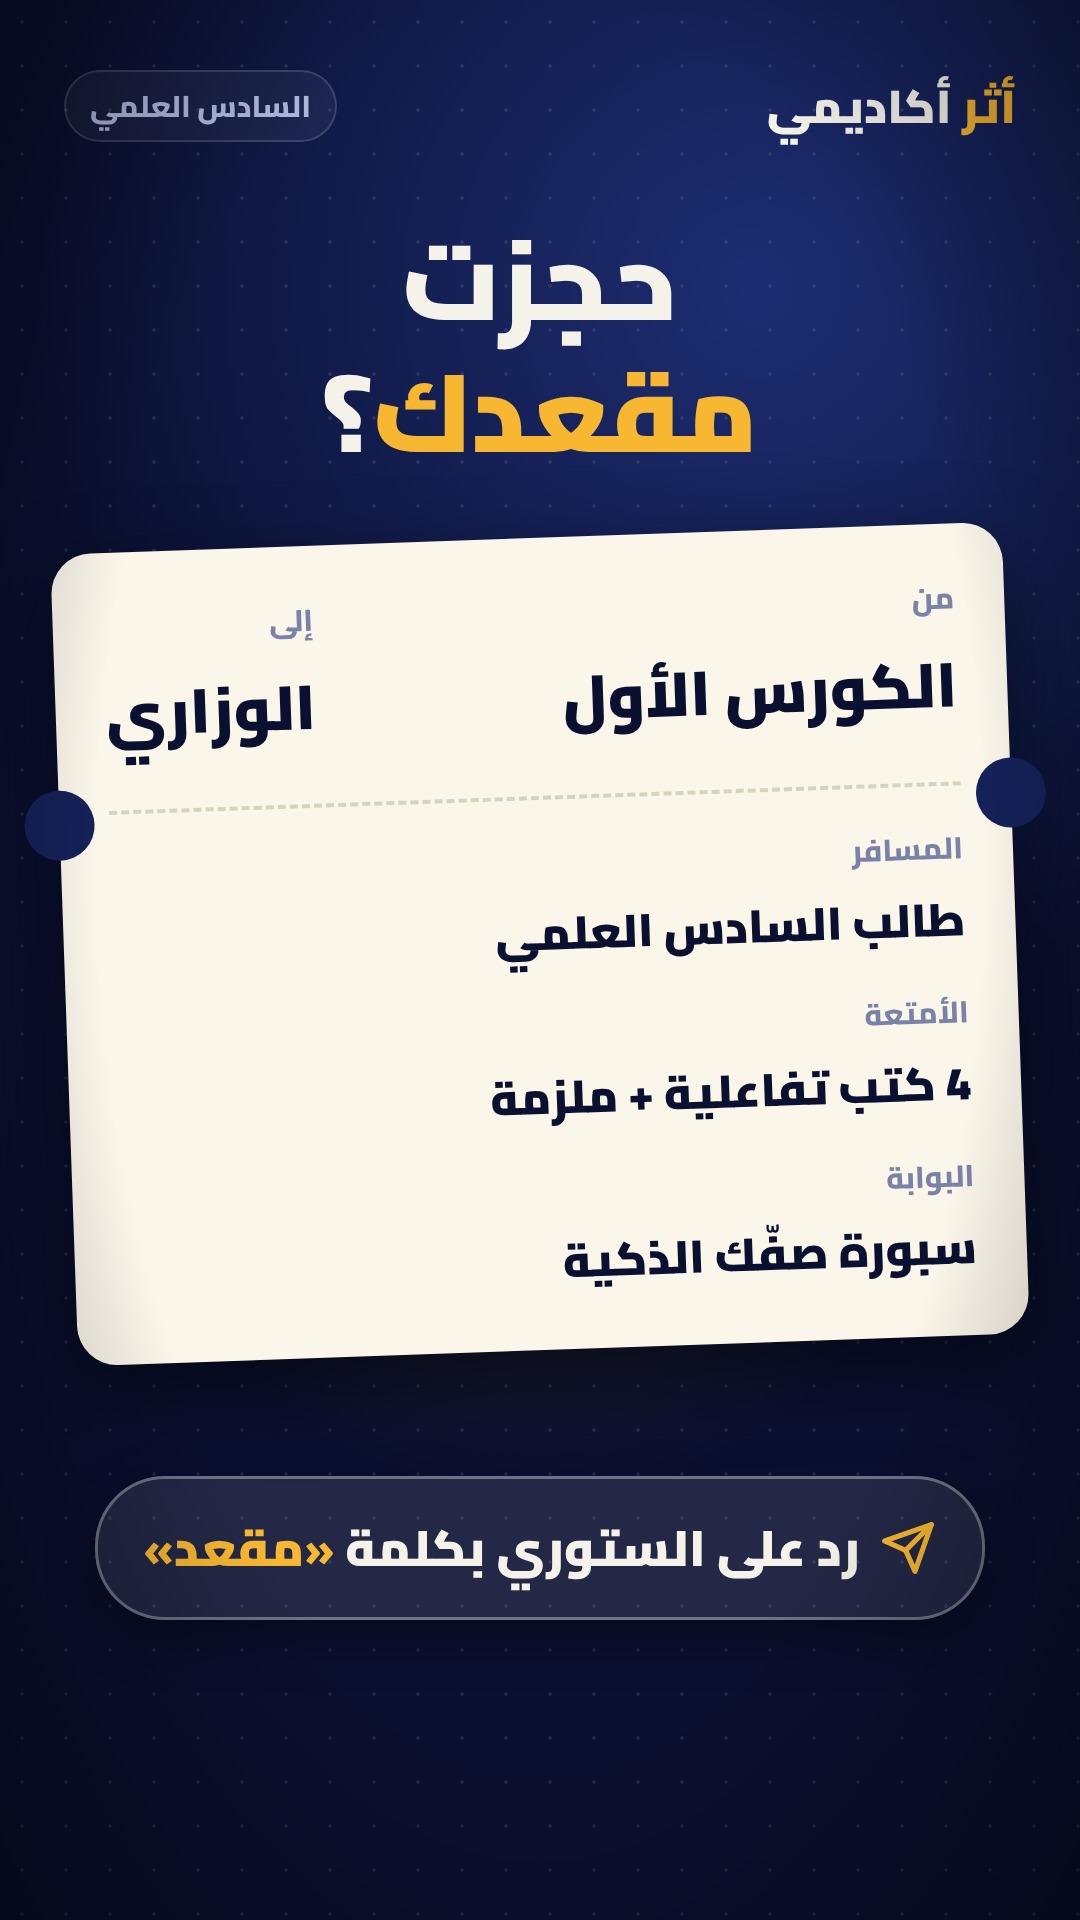 أثر أكاديمي
السادس العلمي
حجزت
مقعدك؟
من
إلى
الكورس الأول
الوزاري
المسافر
طالب السادس العلمي
الأمتعة
4 كتب تفاعلية + ملزمة
البوابة
سبورة صفّك الذكية
رد على الستوري بكلمة «مقعد»